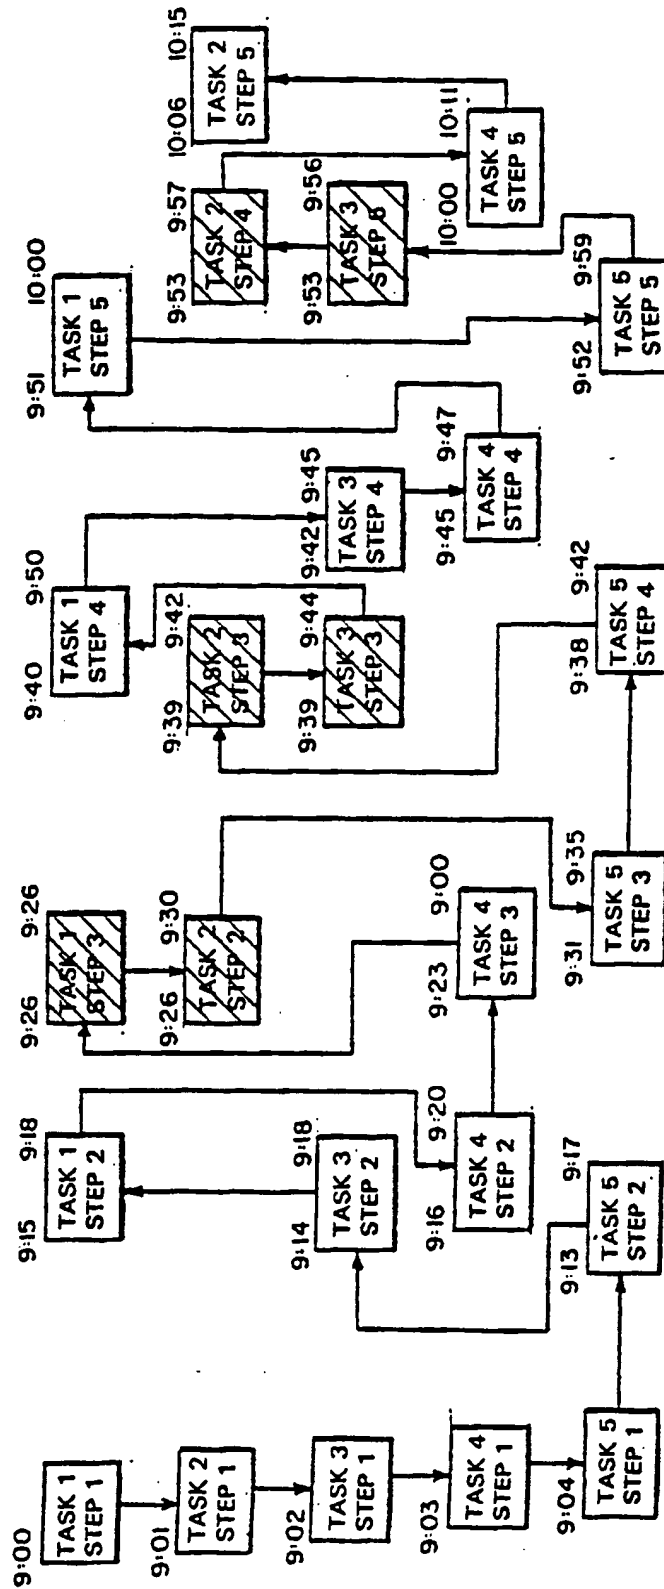 9:00
TASK 1
STEP 1
9:01
TASK 2
STEP 1
9:02
TASK 3
STEP 1
9:03
TASK 4
STEP 1
9:04
TASK 5
STEP 1
9:13 9:17
TASK 5
STEP 2
9:14 9:18
TASK 3
STEP 2
9:15 9:18
TASK 1
STEP 2
9:16 9:20
TASK 4
STEP 2
9:23 9:00
TASK 4
STEP 3
9:26 9:26
TASK 1
STEP 3
9:26 9:30
TASK 2
STEP 2
9:31 9:35
TASK 5
STEP 3
9:38 9:42
TASK 5
STEP 4
9:39 9:42
TASK 2
STEP 3
9:39 9:44
TASK 3
STEP 3
9:40 9:50
TASK 1
STEP 4
9:42 9:45
TASK 3
STEP 4
9:45 9:47
TASK 4
STEP 4
9:51 10:00
TASK 1
STEP 5
9:52 9:59
TASK 5
STEP 5
9:53 9:56
TASK 3
STEP 5
9:53 9:57
TASK 2
STEP 4
10:00 10:11
TASK 4
STEP 5
10:06 10:15
TASK 2
STEP 5